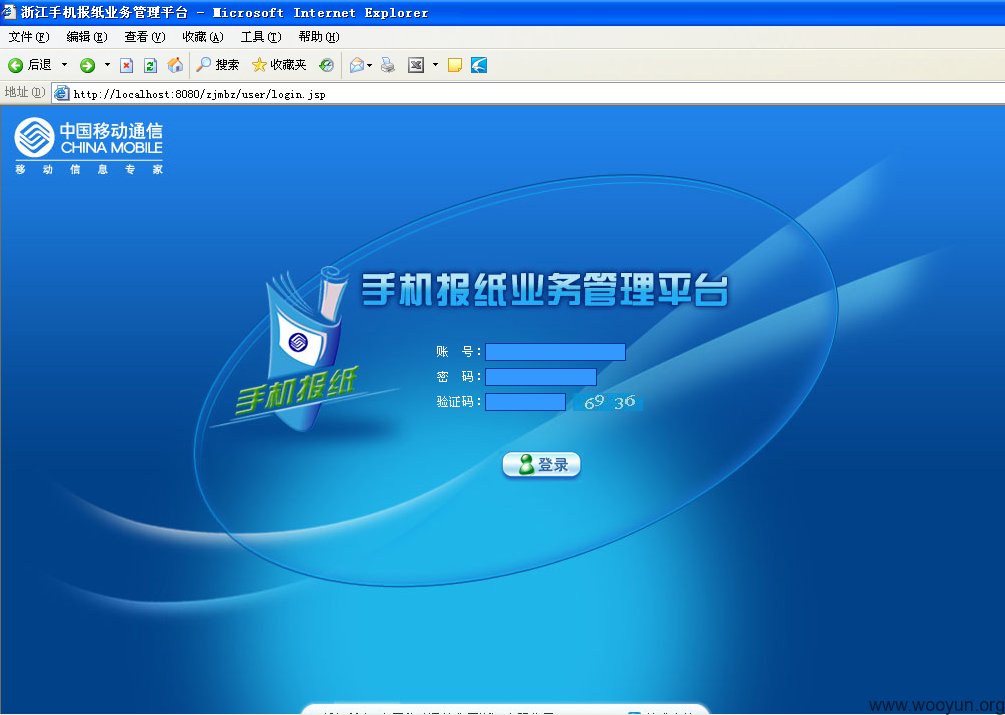 浙江手机报纸业务管理平台 - Microsoft Internet Explorer
文件(F) 编辑(E) 查看(V) 收藏(A) 工具(T) 帮助(H)
后退 搜索 收藏夹
地址(D) http://localhost:8080/zjmbz/user/login.jsp
中国移动通信
CHINA MOBILE
移动信息专家
手机报纸业务管理平台
手机报纸
账 号：
密 码：
验证码： 69 36
登录
www.wooyun.org